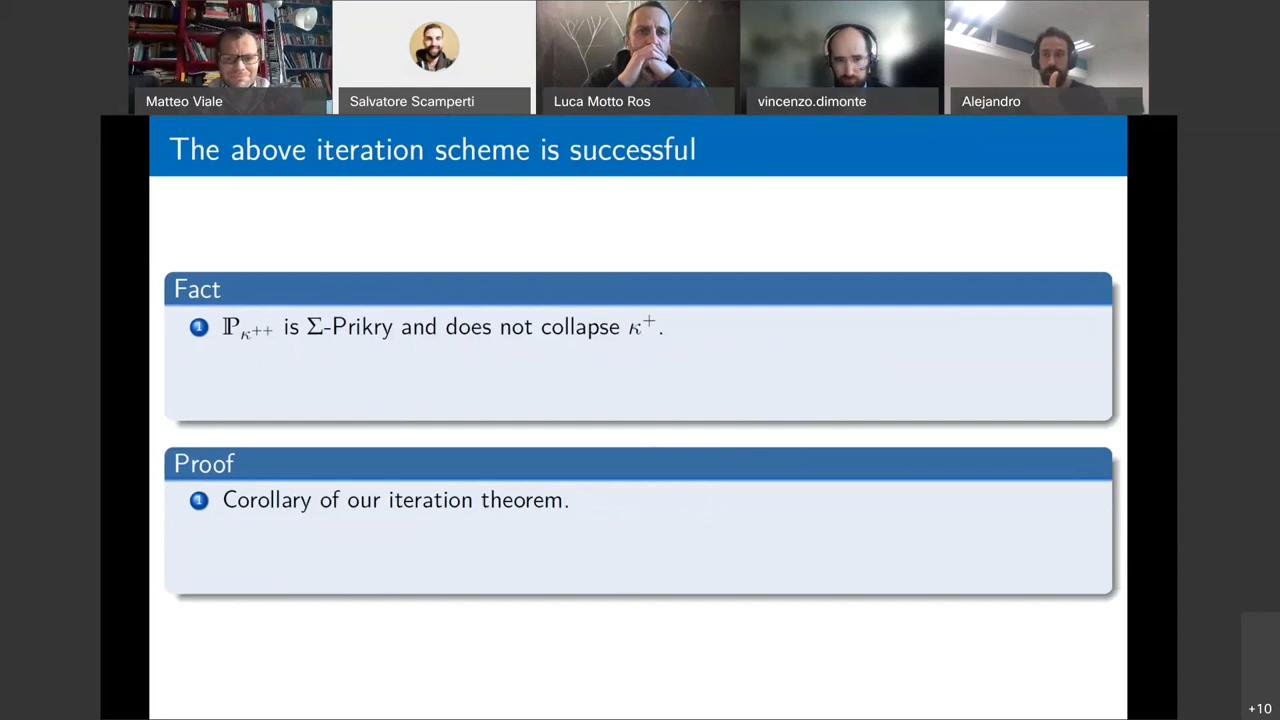 Matteo Viale
Salvatore Scamperti
Luca Motto Ros
vincenzo.dimonte
Alejandro
The above iteration scheme is successful
Fact
1 ℙ_{κ^{++}} is Σ-Prikry and does not collapse κ^+.
Proof
1 Corollary of our iteration theorem.
+10